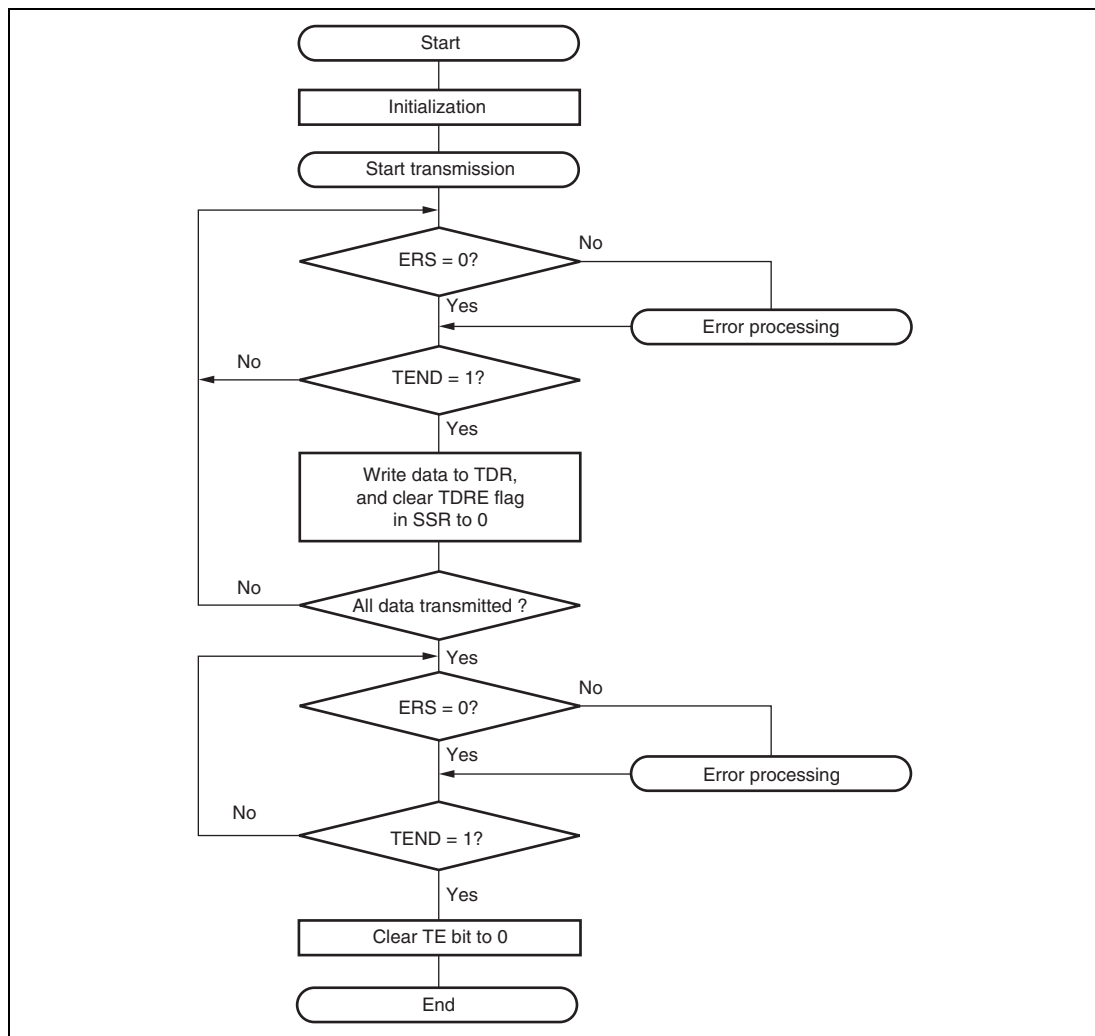 Start
Initialization
Start transmission
ERS = 0?
No
Yes
Error processing
No
TEND = 1?
Yes
Write data to TDR,
and clear TDRE flag
in SSR to 0
No
All data transmitted ?
Yes
ERS = 0?
No
Yes
Error processing
No
TEND = 1?
Yes
Clear TE bit to 0
End